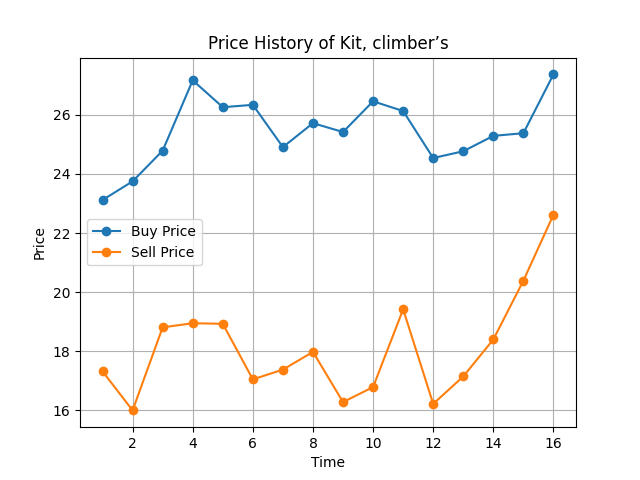 Price History of Kit, climber’s
26
24
22
20
18
16
Price
Buy Price
Sell Price
2 4 6 8 10 12 14 16
Time